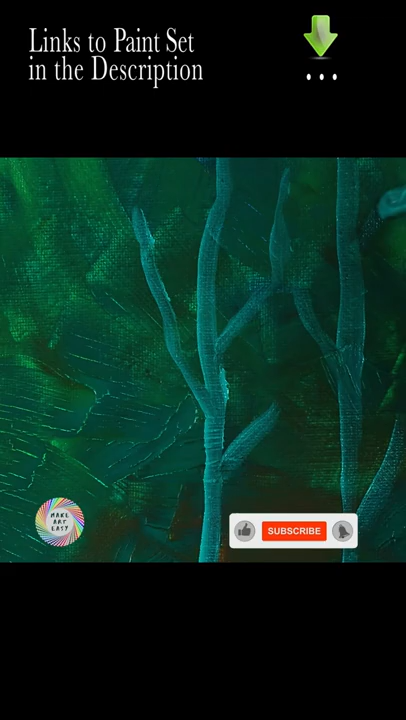 Links to Paint Set
in the Description
MAKE
ART
EASY
SUBSCRIBE